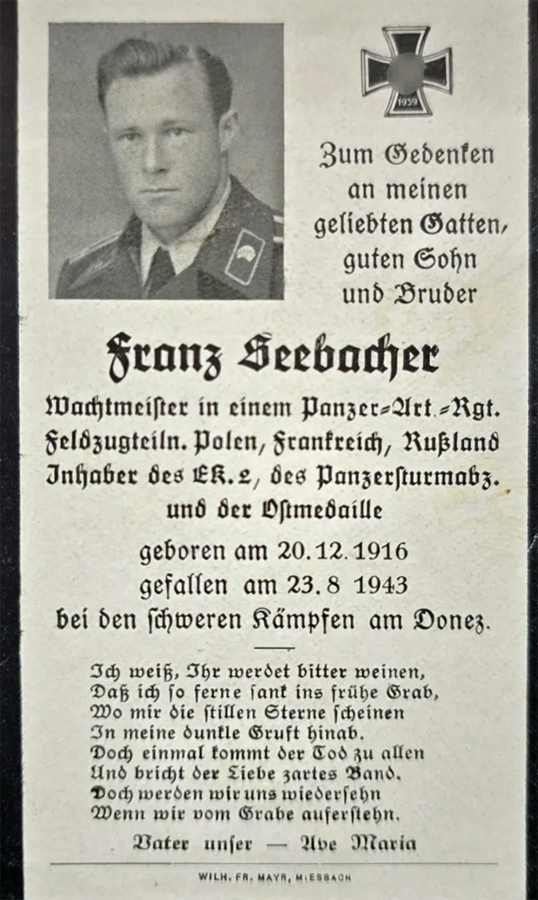 1939
Zum Gedenken
an meinen
geliebten Gatten,
guten Sohn
und Bruder
Franz Seebacher
Wachtmeister in einem Panzer=Art.=Rgt.
Feldzugteiln. Polen, Frankreich, Rußland
Inhaber des EK. 2, des Panzersturmabz.
und der Ostmedaille
geboren am 20.12.1916
gefallen am 23.8 1943
bei den schweren Kämpfen am Donez.
Ich weiß, Ihr werdet bitter weinen,
Daß ich so ferne sank ins frühe Grab,
Wo mir die stillen Sterne scheinen
In meine dunkle Gruft hinab.
Doch einmal kommt der Tod zu allen
Und bricht der Liebe zartes Band.
Doch werden wir uns wiedersehn
Wenn wir vom Grabe auferstehn.
Vater unser — Ave Maria
WILH. FR. MAYR, MIESBACH